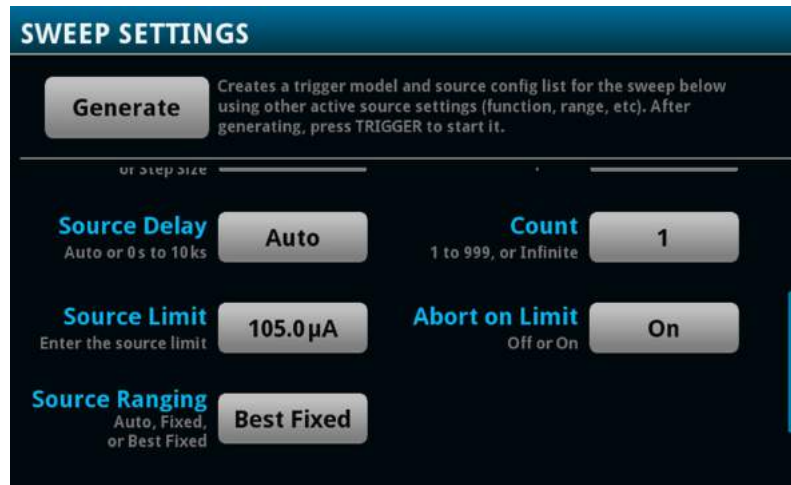 SWEEP SETTINGS
Generate
Creates a trigger model and source config list for the sweep below
using other active source settings (function, range, etc). After
generating, press TRIGGER to start it.
or Step Size
Source Delay
Auto or 0s to 10ks
Auto
Count
1 to 999, or Infinite
1
Source Limit
Enter the source limit
105.0µA
Abort on Limit
Off or On
On
Source Ranging
Auto, Fixed,
or Best Fixed
Best Fixed